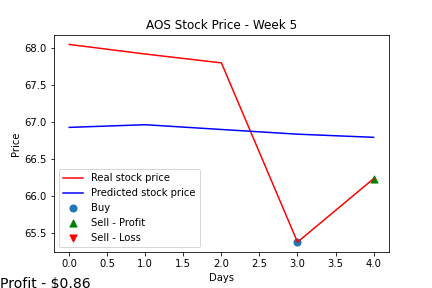 AOS Stock Price - Week 5
68.0
67.5
67.0
66.5
66.0
65.5
Price
Real stock price
Predicted stock price
Buy
Sell - Profit
Sell - Loss
0.0 0.5 1.0 1.5 2.0 2.5 3.0 3.5 4.0
Days
Profit - $0.86